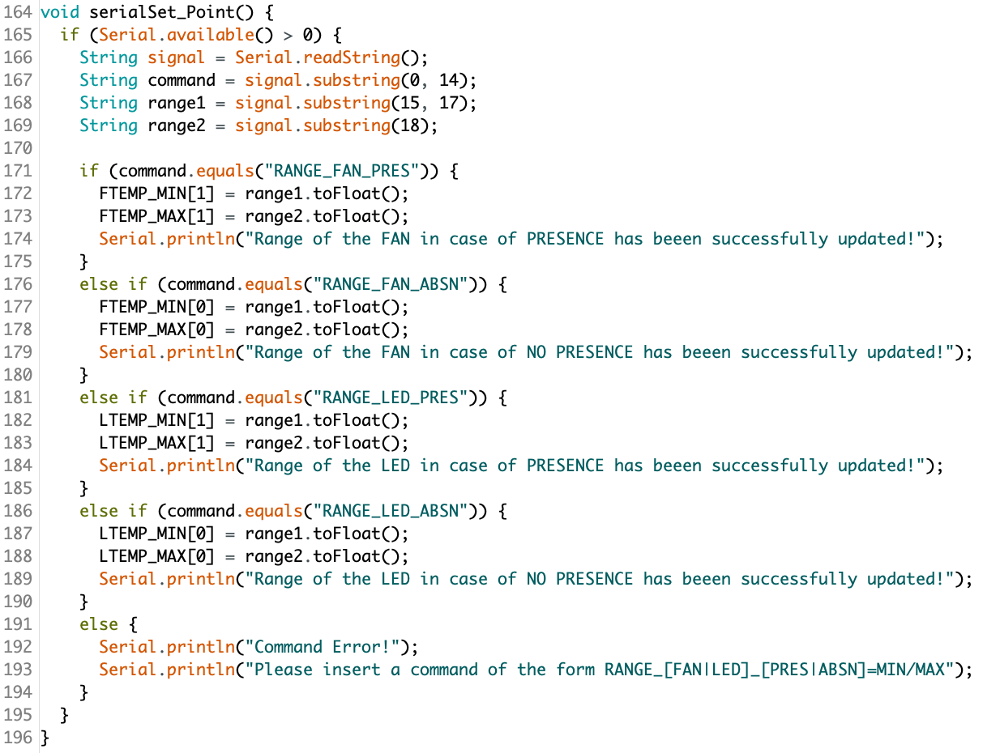 164 void serialSet_Point() {
165   if (Serial.available() > 0) {
166     String signal = Serial.readString();
167     String command = signal.substring(0, 14);
168     String range1 = signal.substring(15, 17);
169     String range2 = signal.substring(18);
170
171     if (command.equals("RANGE_FAN_PRES")) {
172       FTEMP_MIN[1] = range1.toFloat();
173       FTEMP_MAX[1] = range2.toFloat();
174       Serial.println("Range of the FAN in case of PRESENCE has beeen successfully updated!");
175     }
176     else if (command.equals("RANGE_FAN_ABSN")) {
177       FTEMP_MIN[0] = range1.toFloat();
178       FTEMP_MAX[0] = range2.toFloat();
179       Serial.println("Range of the FAN in case of NO PRESENCE has beeen successfully updated!");
180     }
181     else if (command.equals("RANGE_LED_PRES")) {
182       LTEMP_MIN[1] = range1.toFloat();
183       LTEMP_MAX[1] = range2.toFloat();
184       Serial.println("Range of the LED in case of PRESENCE has beeen successfully updated!");
185     }
186     else if (command.equals("RANGE_LED_ABSN")) {
187       LTEMP_MIN[0] = range1.toFloat();
188       LTEMP_MAX[0] = range2.toFloat();
189       Serial.println("Range of the LED in case of NO PRESENCE has beeen successfully updated!");
190     }
191     else {
192       Serial.println("Command Error!");
193       Serial.println("Please insert a command of the form RANGE_[FAN|LED]_[PRES|ABSN]=MIN/MAX");
194     }
195   }
196 }